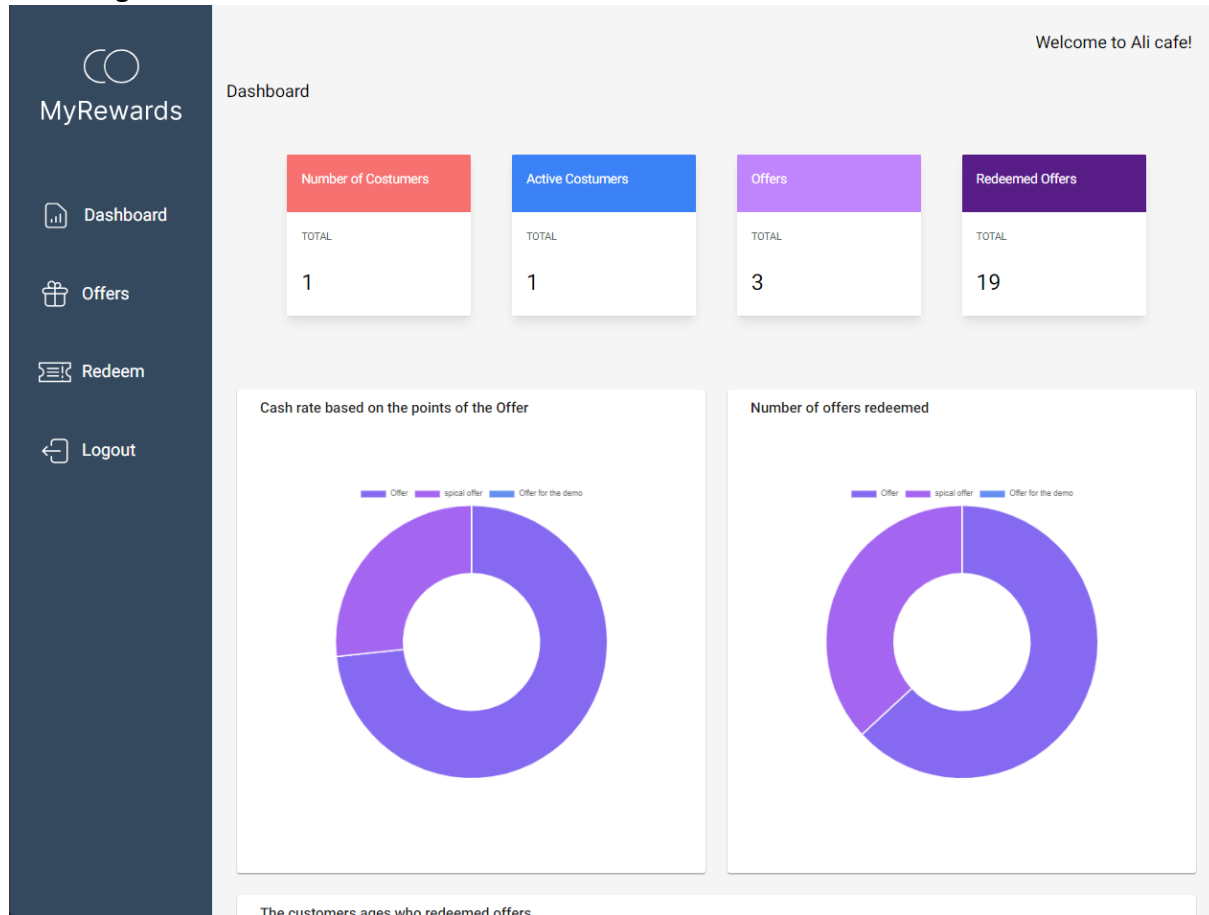 Welcome to Ali cafe!
MyRewards
Dashboard
Dashboard
Offers
Redeem
Logout
Number of Costumers
TOTAL
1
Active Costumers
TOTAL
1
Offers
TOTAL
3
Redeemed Offers
TOTAL
19
Cash rate based on the points of the Offer
Offer spical offer Offer for the demo
Number of offers redeemed
Offer spical offer Offer for the demo
The customers ages who redeemed offers